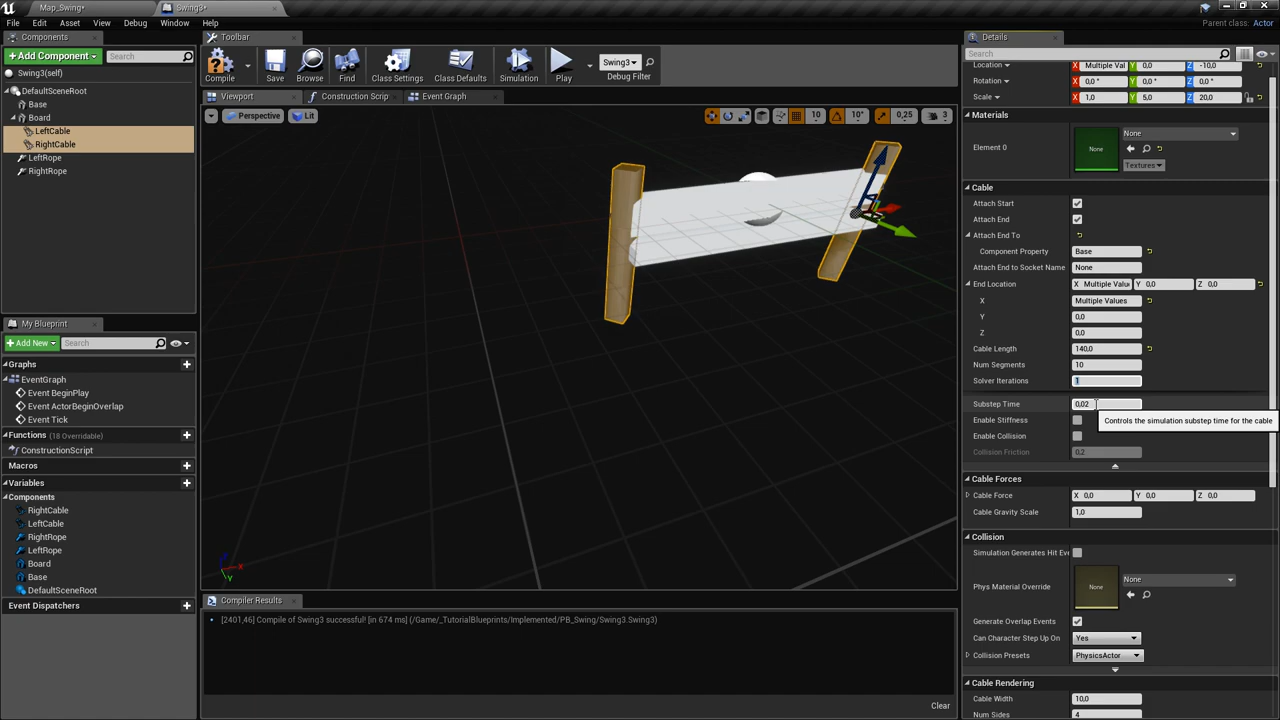 Map_Swing*
Swing3*
File Edit Asset View Debug Window Help
Parent class: Actor
Components
Add Component
Search
Swing3(self)
DefaultSceneRoot
Base
Board
LeftCable
RightCable
LeftRope
RightRope
My Blueprint
Add New
Search
Graphs
EventGraph
Event BeginPlay
Event ActorBeginOverlap
Event Tick
Functions (18 Overridable)
ConstructionScript
Macros
Variables
Components
RightCable
LeftCable
RightRope
LeftRope
Board
Base
DefaultSceneRoot
Event Dispatchers
Toolbar
Compile
Save
Browse
Find
Class Settings
Class Defaults
Simulation
Play
Swing3
Debug Filter
Viewport
Construction Scrip
Event Graph
Perspective
Lit
10
10°
0,25
3
Z
X
Y
Compiler Results
[2401,46] Compile of Swing3 successful! [in 674 ms] (/Game/_TutorialBlueprints/Implemented/PB_Swing/Swing3.Swing3)
Clear
Details
Search
Location X Multiple Val Y 0,0 Z -10,0
Rotation X 0,0 ° Y 0,0 ° Z 0,0 °
Scale X 1,0 Y 5,0 Z 20,0
Materials
Element 0
None
None
Textures
Cable
Attach Start
Attach End
Attach End To
Component Property Base
Attach End to Socket Name None
End Location X Multiple Valu Y 0,0 Z 0,0
X Multiple Values
Y 0,0
Z 0,0
Cable Length 140,0
Num Segments 10
Solver Iterations 1
Substep Time 0,02
Controls the simulation substep time for the cable
Enable Stiffness
Enable Collision
Collision Friction 0,2
Cable Forces
Cable Force X 0,0 Y 0,0 Z 0,0
Cable Gravity Scale 1,0
Collision
Simulation Generates Hit Eve
Phys Material Override
None
None
Generate Overlap Events
Can Character Step Up On Yes
Collision Presets PhysicsActor
Cable Rendering
Cable Width 10,0
Num Sides 4